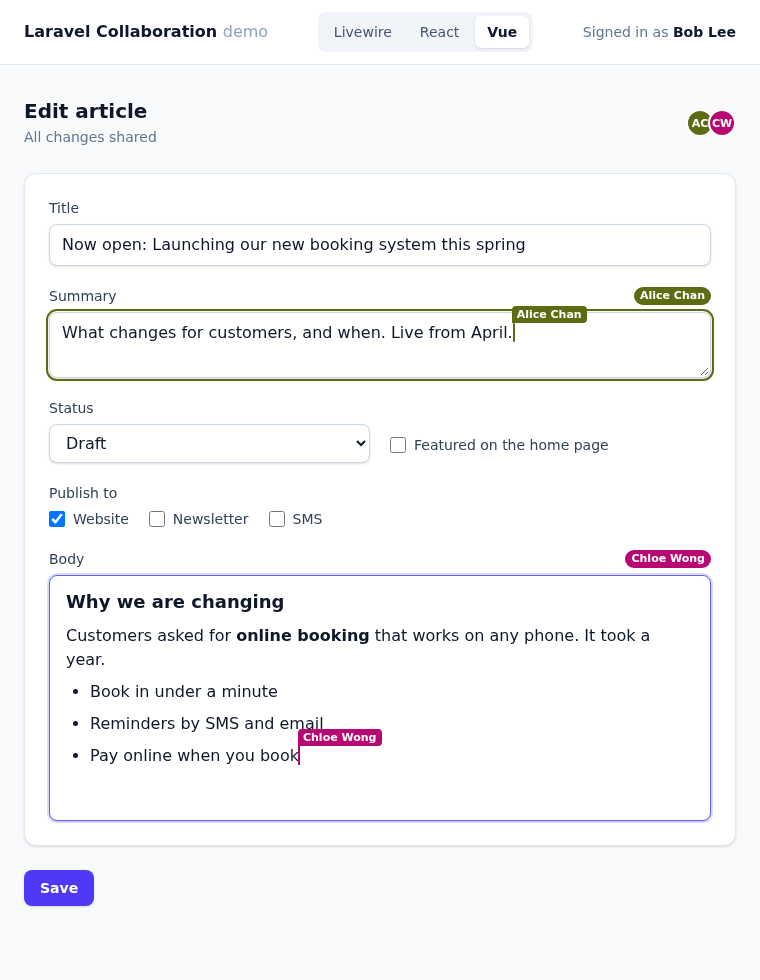 Laravel Collaboration demo
Livewire React Vue
Signed in as Bob Lee
Edit article
All changes shared
AC CW
Title
Now open: Launching our new booking system this spring
Summary
Alice Chan
Alice Chan
What changes for customers, and when. Live from April.
Status
Draft
Featured on the home page
Publish to
Website Newsletter SMS
Body
Chloe Wong
Why we are changing
Customers asked for online booking that works on any phone. It took a
year.
• Book in under a minute
• Reminders by SMS and email
Chloe Wong
• Pay online when you book
Save